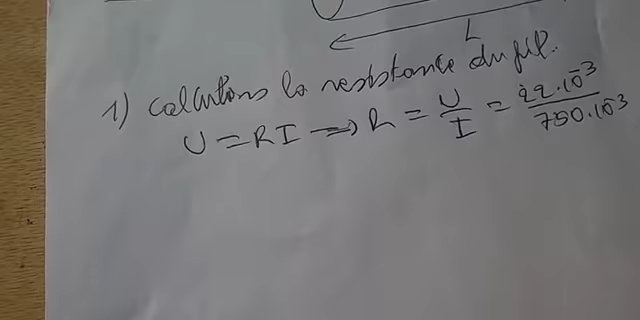 L
1) Calculons la resistance du fil.
U = RI ⟹ R = U/I = 22.10⁻³/750.10⁻³